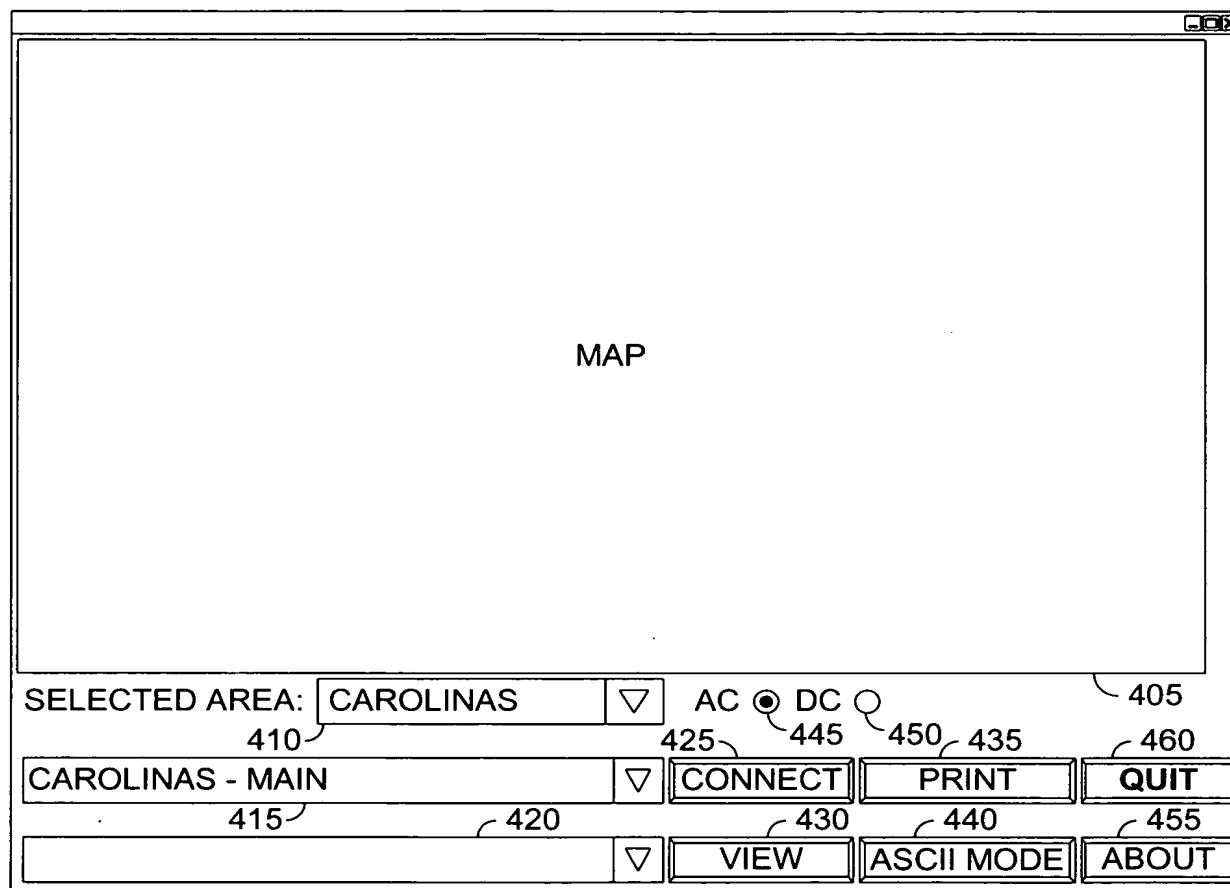 MAP
SELECTED AREA: CAROLINAS AC DC 405
410 445 450
425 435 460
CAROLINAS - MAIN CONNECT PRINT QUIT
415 420 430 440 455
VIEW ASCII MODE ABOUT